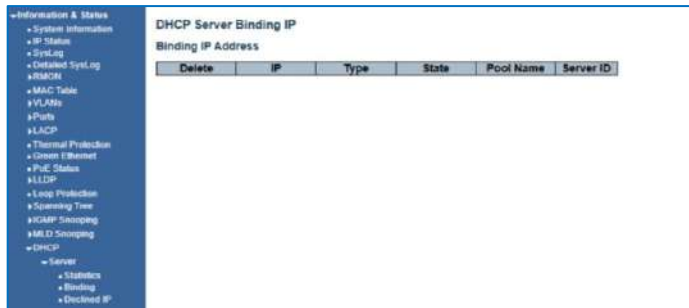 Information & Status
System Information
IP Status
SysLog
Detailed SysLog
RMON
MAC Table
VLANs
Ports
LACP
Thermal Protection
Green Ethernet
PoE Status
LLDP
Loop Protection
Spanning Tree
IGMP Snooping
MLD Snooping
DHCP
Server
Statistics
Binding
Declined IP
DHCP Server Binding IP
Binding IP Address
Delete IP Type State Pool Name Server ID